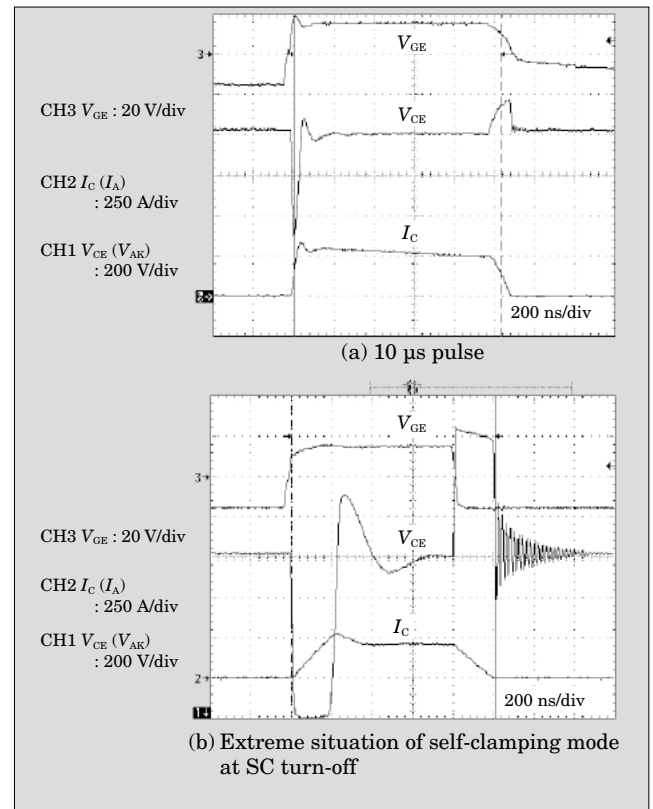 3
V_GE
CH3 V_GE : 20 V/div
V_CE
CH2 I_C (I_A)
: 250 A/div
I_C
CH1 V_CE (V_AK)
: 200 V/div
200 ns/div
(a) 10 µs pulse
V_GE
3
CH3 V_GE : 20 V/div
V_CE
CH2 I_C (I_A)
: 250 A/div
I_C
CH1 V_CE (V_AK)
: 200 V/div
2
200 ns/div
1
(b) Extreme situation of self-clamping mode
at SC turn-off